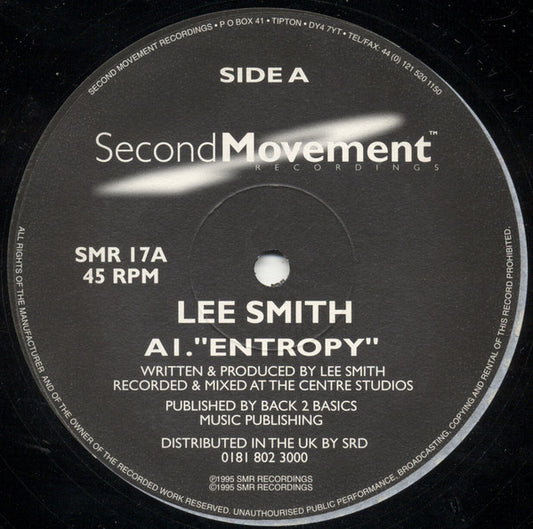 SECOND MOVEMENT RECORDINGS • P O BOX 41 • TIPTON • DY4 7YT • TEL/FAX: 44 (0) 121 520 1150
SIDE A
SecondMovement™
RECORDINGS
SMR 17A
45 RPM
LEE SMITH
A1."ENTROPY"
WRITTEN & PRODUCED BY LEE SMITH
RECORDED & MIXED AT THE CENTRE STUDIOS
PUBLISHED BY BACK 2 BASICS
MUSIC PUBLISHING
DISTRIBUTED IN THE UK BY SRD
0181 802 3000
℗1995 SMR RECORDINGS
©1995 SMR RECORDINGS
ALL RIGHTS OF THE MANUFACTURER AND OF THE OWNER OF THE RECORDED WORK RESERVED. UNAUTHOURISED PUBLIC PERFORMANCE, BROADCASTING, COPYING AND RENTAL OF THIS RECORD PROHIBITED.